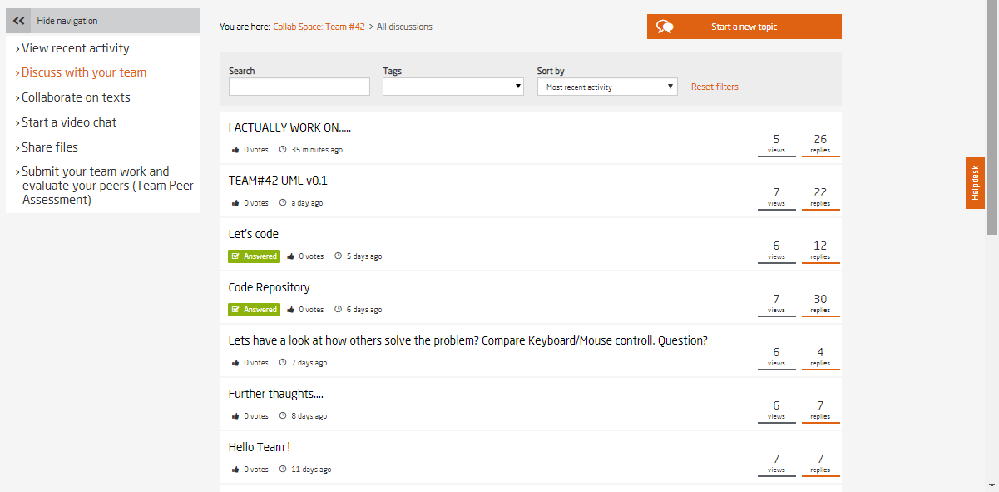 Hide navigation
View recent activity
Discuss with your team
Collaborate on texts
Start a video chat
Share files
Submit your team work and
evaluate your peers (Team Peer
Assessment)
You are here: Collab Space: Team #42 > All discussions
Start a new topic
Search
Tags
Sort by
Most recent activity
Reset filters
I ACTUALLY WORK ON.....
0 votes 35 minutes ago
5 views
26 replies
TEAM#42 UML v0.1
0 votes a day ago
7 views
22 replies
Let's code
Answered 0 votes 5 days ago
6 views
12 replies
Code Repository
Answered 0 votes 6 days ago
7 views
30 replies
Lets have a look at how others solve the problem? Compare Keyboard/Mouse controll. Question?
0 votes 7 days ago
6 views
4 replies
Further thaughts....
0 votes 8 days ago
6 views
7 replies
Hello Team !
0 votes 11 days ago
7 views
7 replies
Helpdesk